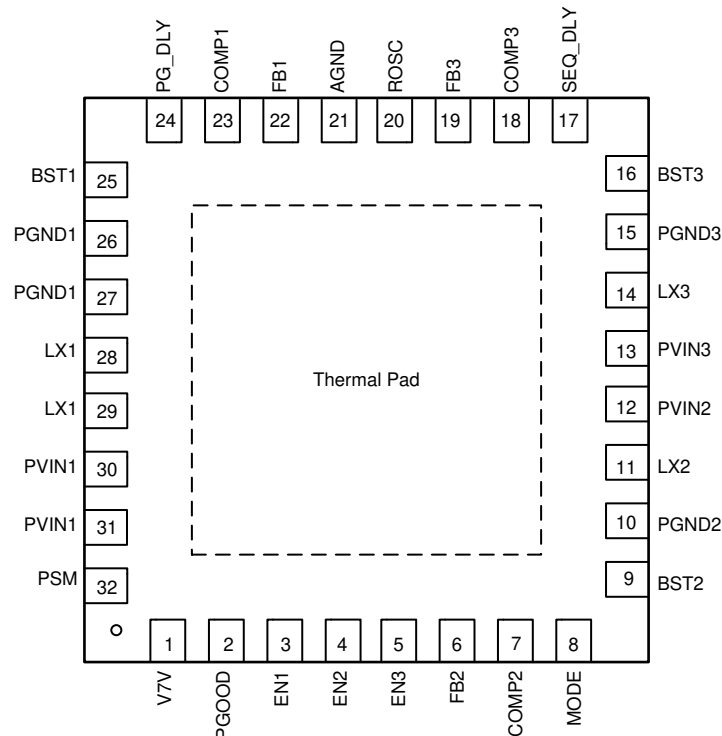 PG_DLY
COMP1
FB1
AGND
ROSC
FB3
COMP3
SEQ_DLY
24
23
22
21
20
19
18
17
BST1 25
PGND1 26
PGND1 27
LX1 28
LX1 29
PVIN1 30
PVIN1 31
PSM 32
Thermal Pad
16 BST3
15 PGND3
14 LX3
13 PVIN3
12 PVIN2
11 LX2
10 PGND2
9 BST2
1
2
3
4
5
6
7
8
V7V
PGOOD
EN1
EN2
EN3
FB2
COMP2
MODE